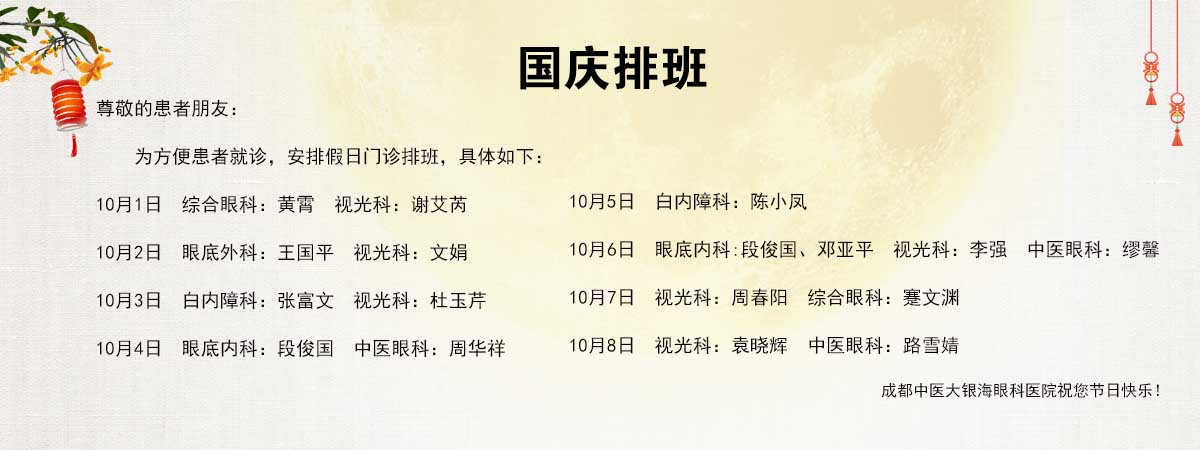 国庆排班
尊敬的患者朋友：
为方便患者就诊，安排假日门诊排班，具体如下：
10月1日 综合眼科：黄霄 视光科：谢艾芮
10月2日 眼底外科：王国平 视光科：文娟
10月3日 白内障科：张富文 视光科：杜玉芹
10月4日 眼底内科：段俊国 中医眼科：周华祥
10月5日 白内障科：陈小凤
10月6日 眼底内科:段俊国、邓亚平 视光科：李强 中医眼科：缪馨
10月7日 视光科：周春阳 综合眼科：蹇文渊
10月8日 视光科：袁晓辉 中医眼科：路雪婧
成都中医大银海眼科医院祝您节日快乐！